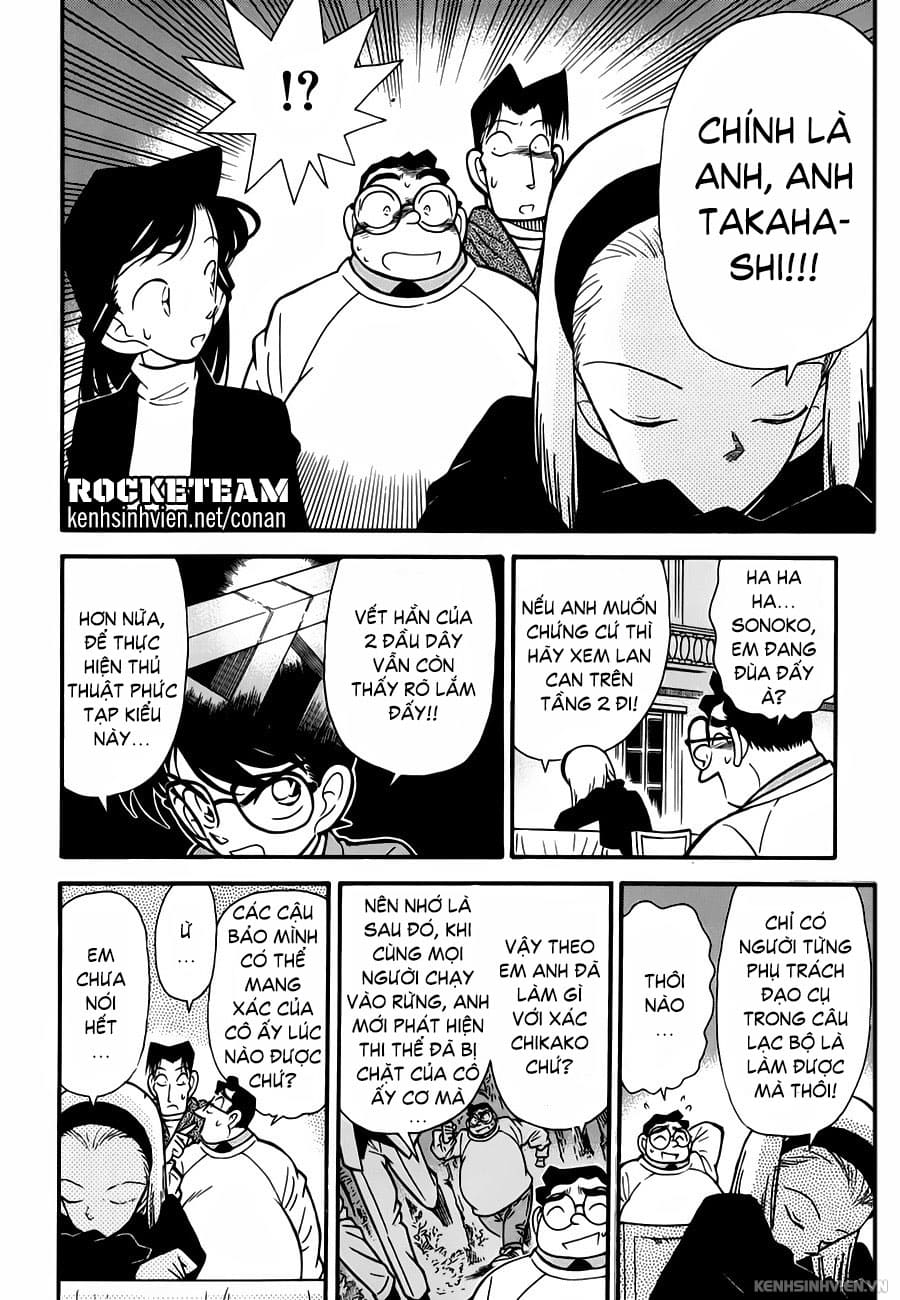 !?
CHÍNH LÀ
ANH, ANH
TAKAHA-
SHI!!!
ROCKETEAM
kenhsinhvien.net/conan
HA HA
HA...
SONOKO,
EM ĐANG
ĐÙA ĐẤY
À?
NẾU ANH MUỐN
CHỨNG CỨ THÌ
HÃY XEM LAN
CAN TRÊN
TẦNG 2 ĐI!
VẾT HẰN CỦA
2 ĐẦU DÂY
VẪN CÒN
THẤY RÕ LẮM
ĐẤY!!
HƠN NỮA,
ĐỂ THỰC
HIỆN THỦ
THUẬT PHỨC
TẠP KIỂU
NÀY...
CHỈ CÓ
NGƯỜI TỪNG
PHỤ TRÁCH
ĐẠO CỤ
TRONG CÂU
LẠC BỘ LÀ
LÀM ĐƯỢC
MÀ THÔI!
THÔI
NÀO
...
VẬY THEO
EM ANH ĐÃ
LÀM GÌ
VỚI XÁC
CHIKAKO
CHỨ?
NÊN NHỚ LÀ
SAU ĐÓ, KHI
CÙNG MỌI
NGƯỜI CHẠY
VÀO RỪNG, ANH
MỚI PHÁT HIỆN
THI THỂ ĐÃ BỊ
CHẶT CỦA CÔ
ẤY CƠ MÀ
...
CÁC CẬU
BẢO MÌNH
CÓ THỂ
MANG
XÁC CỦA
CÔ ẤY LÚC
NÀO ĐƯỢC
CHỨ?
Ừ
...
EM
CHƯA
NÓI
HẾT
...
KENHSINHVIEN.VN